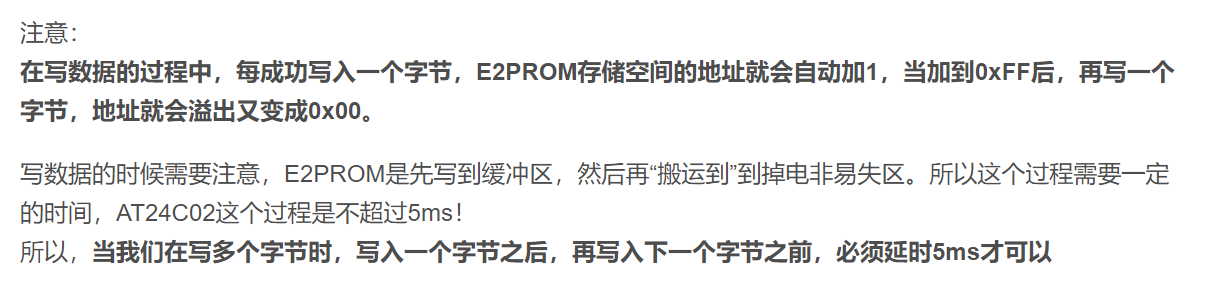 注意：
在写数据的过程中，每成功写入一个字节，E2PROM存储空间的地址就会自动加1，当加到0xFF后，再写一个
字节，地址就会溢出又变成0x00。
写数据的时候需要注意，E2PROM是先写到缓冲区，然后再“搬运到”到掉电非易失区。所以这个过程需要一定
的时间，AT24C02这个过程是不超过5ms！
所以，当我们在写多个字节时，写入一个字节之后，再写入下一个字节之前，必须延时5ms才可以